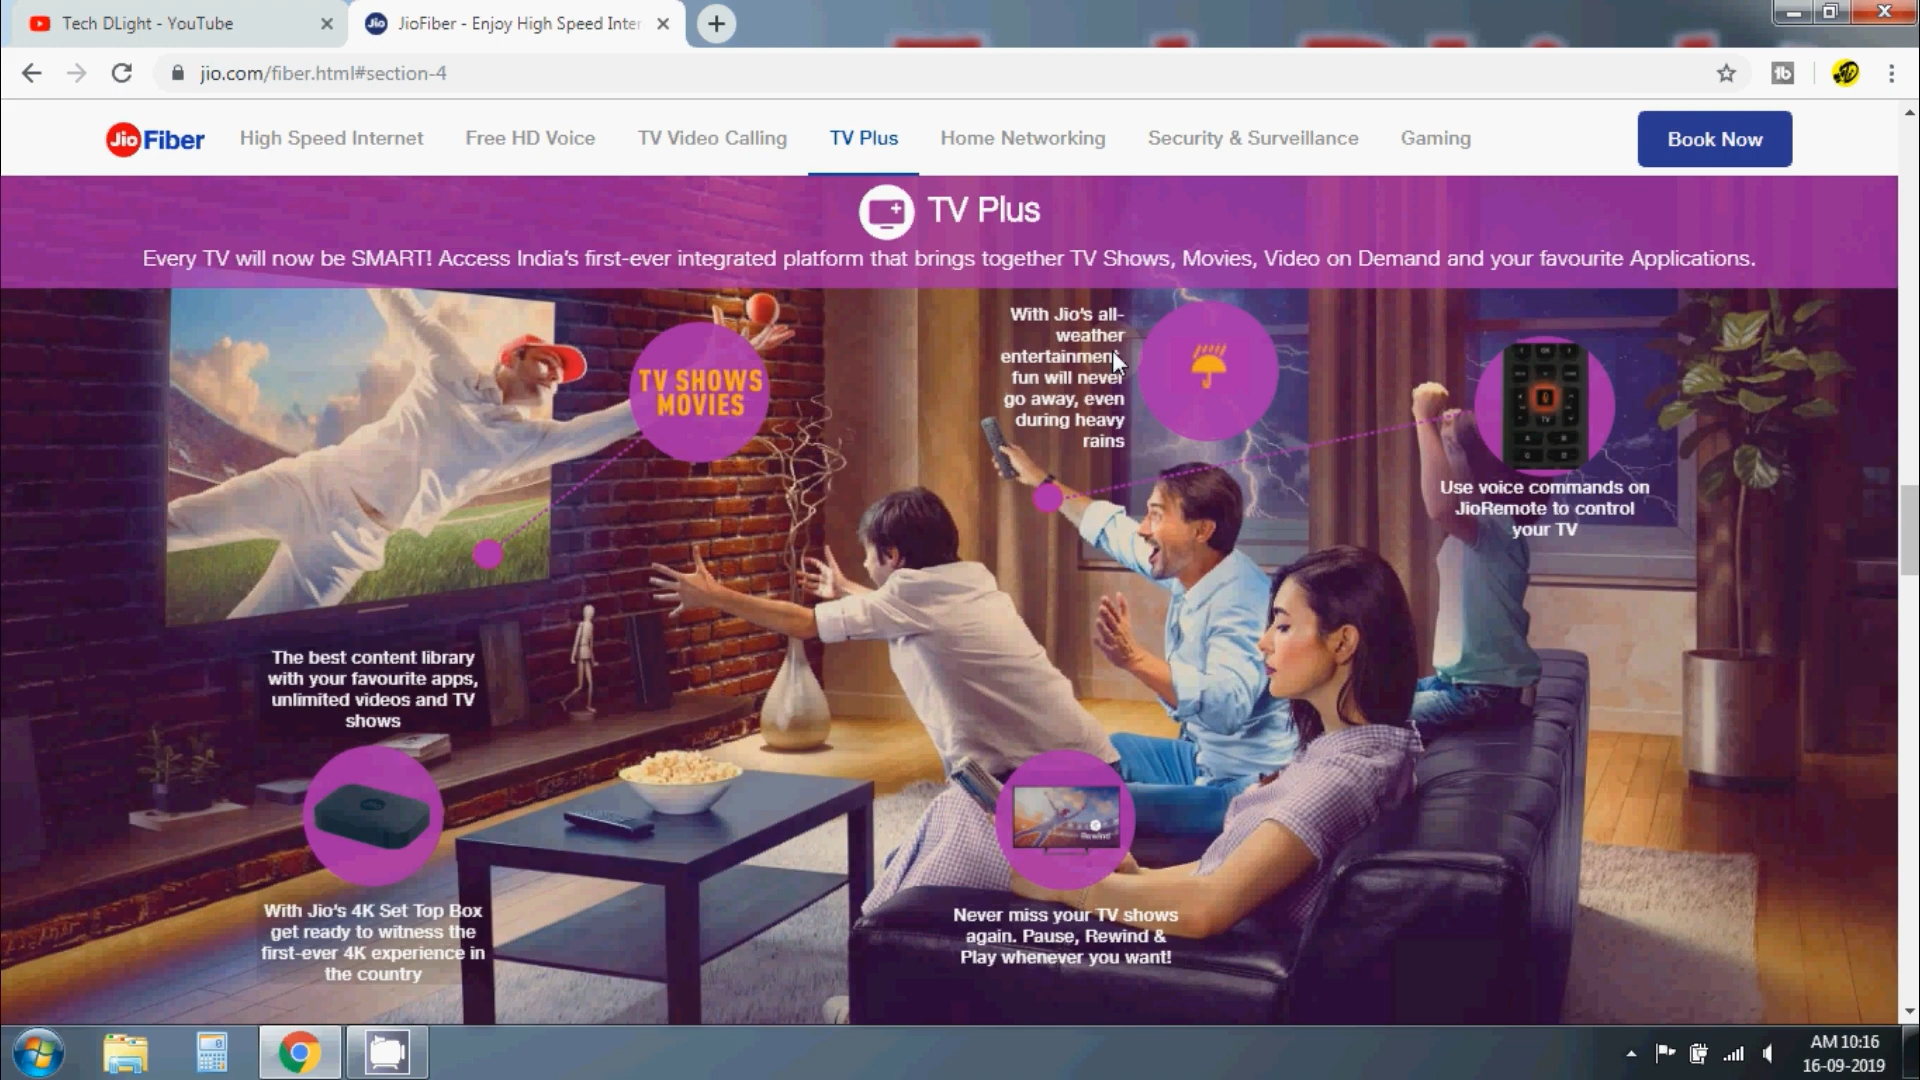 Tech DLight - YouTube
JioFiber - Enjoy High Speed Inter
jio.com/fiber.html#section-4
Jio Fiber
High Speed Internet
Free HD Voice
TV Video Calling
TV Plus
Home Networking
Security & Surveillance
Gaming
Book Now
TV Plus
Every TV will now be SMART! Access India's first-ever integrated platform that brings together TV Shows, Movies, Video on Demand and your favourite Applications.
TV SHOWS
MOVIES
With Jio's all-
weather
entertainment
fun will never
go away, even
during heavy
rains
Use voice commands on
JioRemote to control
your TV
The best content library
with your favourite apps,
unlimited videos and TV
shows
With Jio's 4K Set Top Box
get ready to witness the
first-ever 4K experience in
the country
Rewind
Never miss your TV shows
again. Pause, Rewind &
Play whenever you want!
AM 10:16
16-09-2019